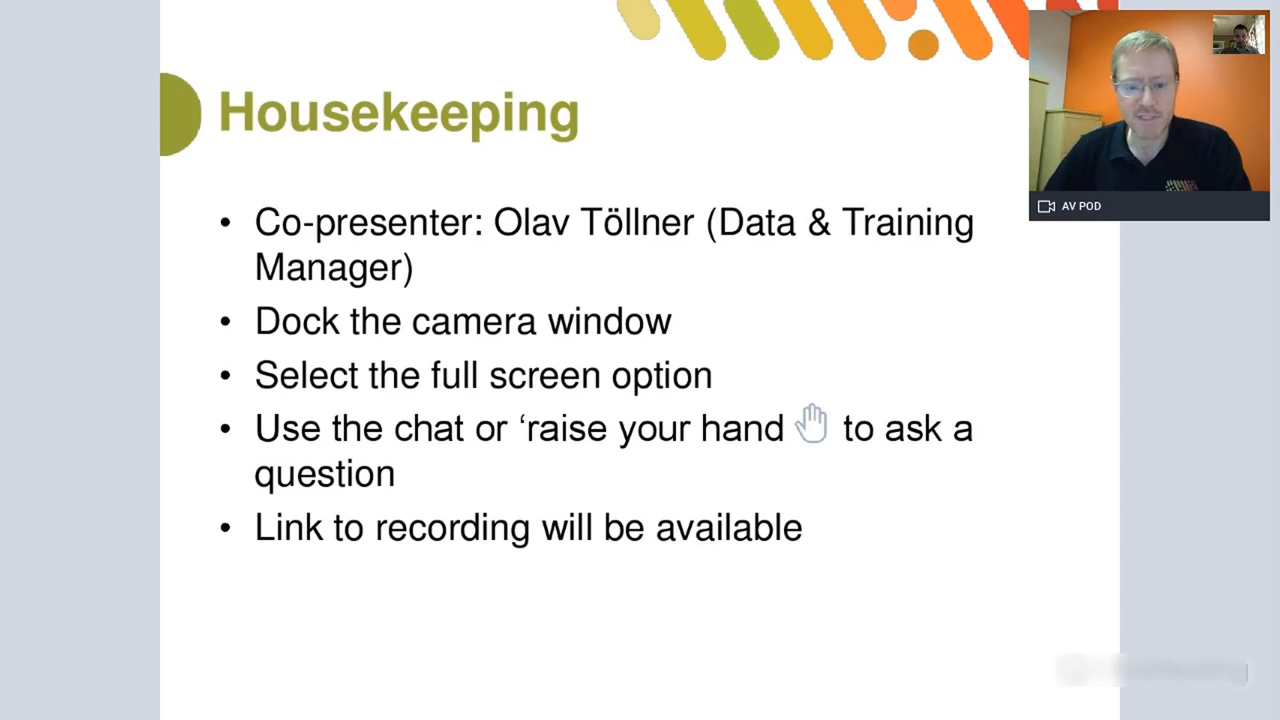 Housekeeping
• Co-presenter: Olav Töllner (Data & Training
Manager)
• Dock the camera window
• Select the full screen option
• Use the chat or ‘raise your hand to ask a
question
• Link to recording will be available
AV POD